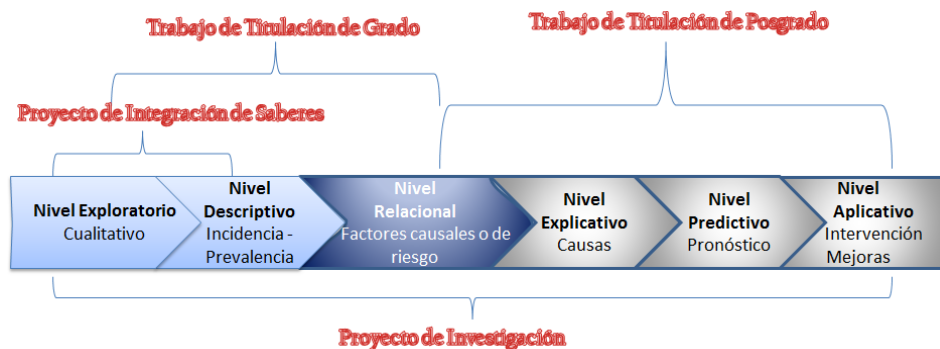 Trabajo de Titulación de Grado
Trabajo de Titulación de Posgrado
Proyecto de Integración de Saberes
Nivel Exploratorio
Cualitativo
Nivel
Descriptivo
Incidencia -
Prevalencia
Nivel
Relacional
Factores causales o de
riesgo
Nivel
Explicativo
Causas
Nivel
Predictivo
Pronóstico
Nivel
Aplicativo
Intervención
Mejoras
Proyecto de Investigación